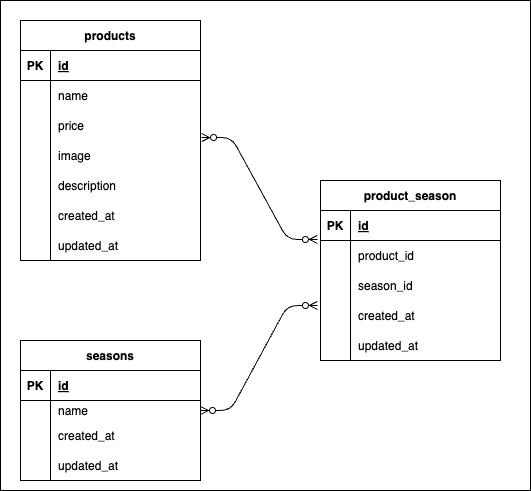 products
PK id
name
price
image
description
created_at
updated_at
product_season
PK id
product_id
season_id
created_at
updated_at
seasons
PK id
name
created_at
updated_at